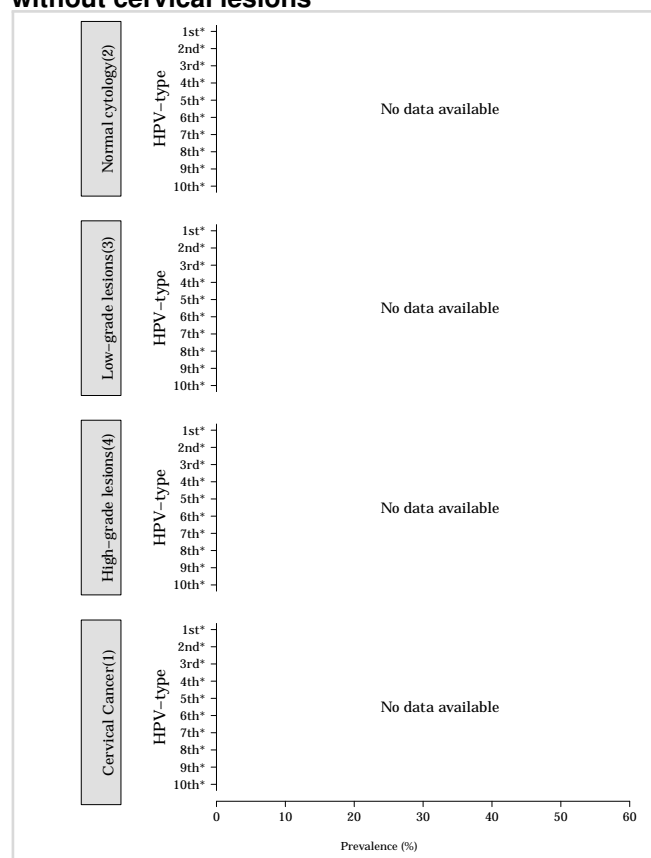 without cervical lesions
Normal cytology(2)
HPV−type
1st*
2nd*
3rd*
4th*
5th*
6th*
7th*
8th*
9th*
10th*
No data available
Low−grade lesions(3)
HPV−type
1st*
2nd*
3rd*
4th*
5th*
6th*
7th*
8th*
9th*
10th*
No data available
High−grade lesions(4)
HPV−type
1st*
2nd*
3rd*
4th*
5th*
6th*
7th*
8th*
9th*
10th*
No data available
Cervical Cancer(1)
HPV−type
1st*
2nd*
3rd*
4th*
5th*
6th*
7th*
8th*
9th*
10th*
No data available
0 10 20 30 40 50 60
Prevalence (%)